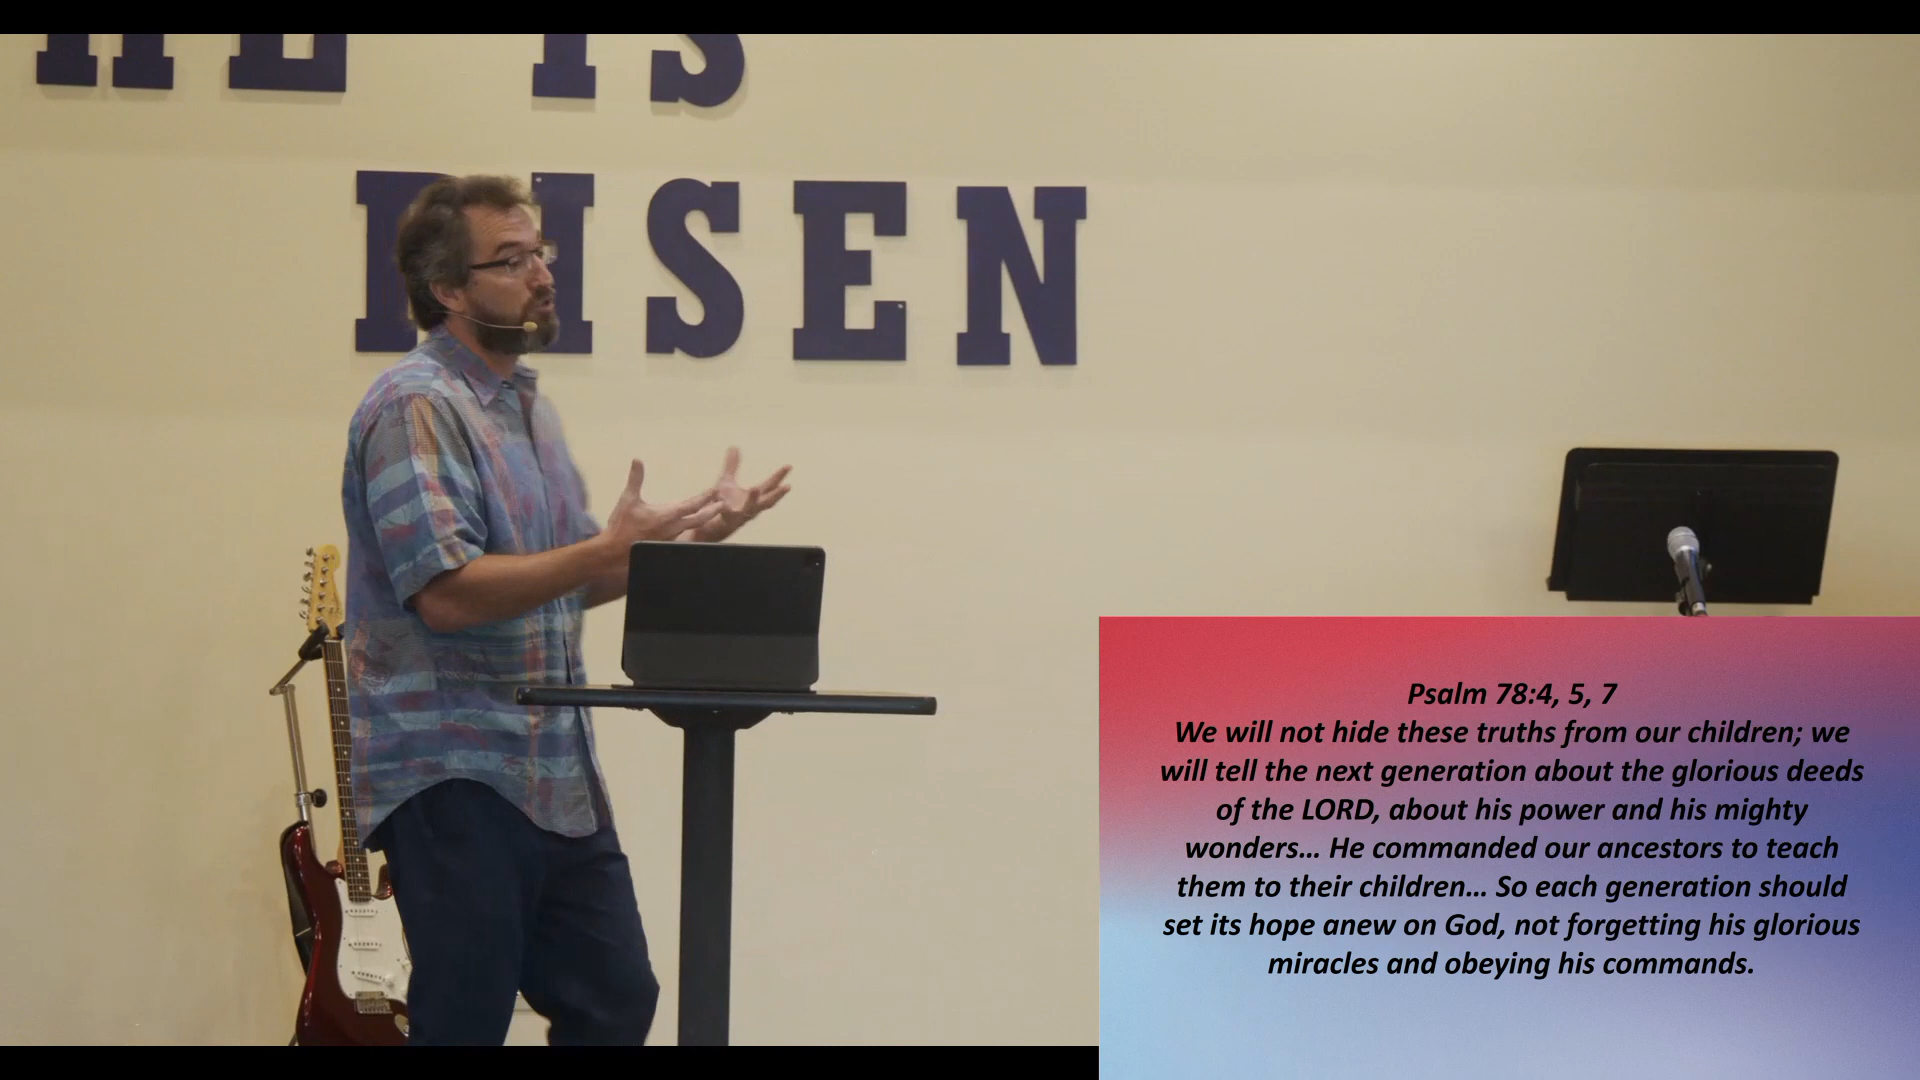 HE IS
RISEN
Psalm 78:4, 5, 7
We will not hide these truths from our children; we
will tell the next generation about the glorious deeds
of the LORD, about his power and his mighty
wonders... He commanded our ancestors to teach
them to their children... So each generation should
set its hope anew on God, not forgetting his glorious
miracles and obeying his commands.